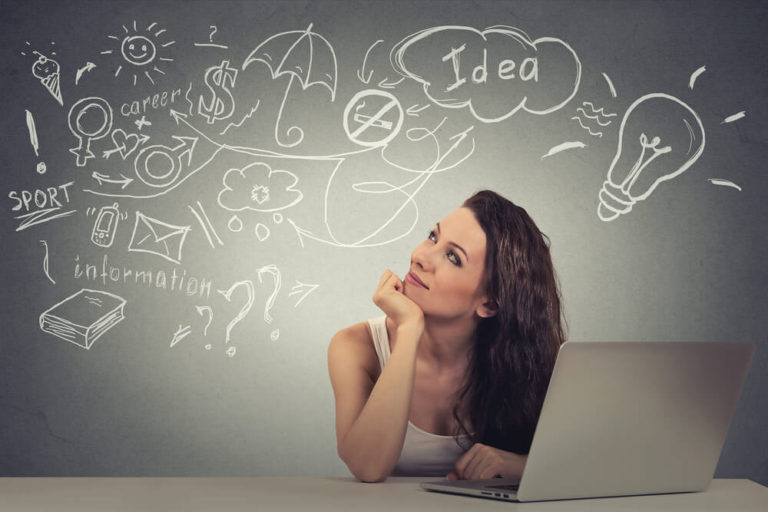 Idea
career
$
SPORT
information
? ? ?
?